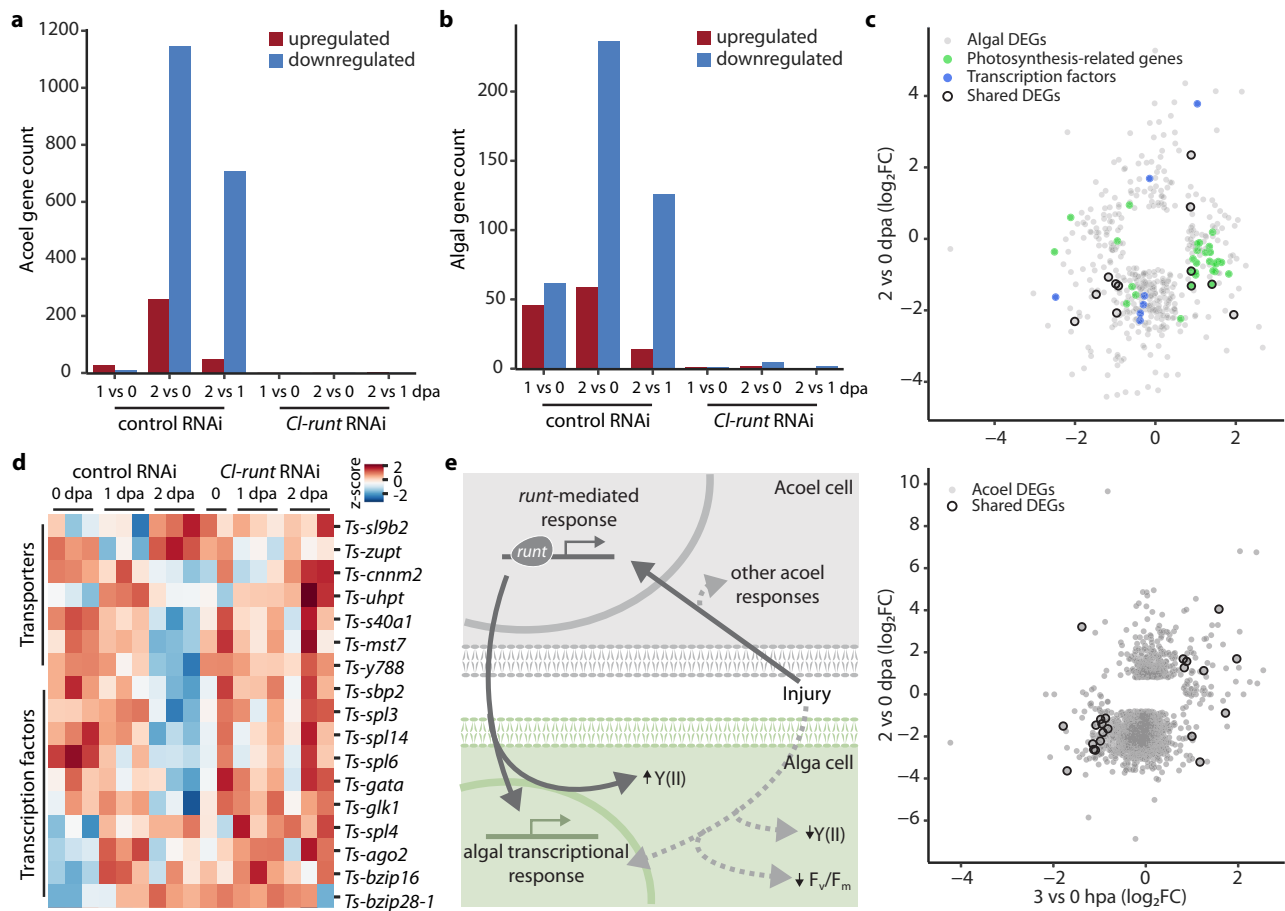 a
1200
1000
800
600
400
200
0
Acoel gene count
upregulated
downregulated
1 vs 0
2 vs 0
2 vs 1
1 vs 0
2 vs 0
2 vs 1 dpa
control RNAi
Cl-runt RNAi
b
200
150
100
50
0
Algal gene count
upregulated
downregulated
1 vs 0
2 vs 0
2 vs 1
1 vs 0
2 vs 0
2 vs 1 dpa
control RNAi
Cl-runt RNAi
c
Algal DEGs
Photosynthesis-related genes
Transcription factors
Shared DEGs
4
2
0
−2
−4
2 vs 0 dpa (log₂FC)
−4
−2
0
2
Acoel DEGs
Shared DEGs
10
8
6
4
2
0
−2
−4
−6
2 vs 0 dpa (log₂FC)
−4
−2
0
2
3 vs 0 hpa (log₂FC)
d
control RNAi
Cl-runt RNAi
0 dpa
1 dpa
2 dpa
0
1 dpa
2 dpa
z-score
2
0
-2
Transporters
Transcription factors
Ts-sl9b2
Ts-zupt
Ts-cnnm2
Ts-uhpt
Ts-s40a1
Ts-mst7
Ts-y788
Ts-sbp2
Ts-spl3
Ts-spl14
Ts-spl6
Ts-gata
Ts-glk1
Ts-spl4
Ts-ago2
Ts-bzip16
Ts-bzip28-1
e
Acoel cell
runt-mediated
response
runt
other acoel
responses
Injury
Alga cell
↑Y(II)
↓Y(II)
↓ Fᵥ/Fₘ
algal transcriptional
response